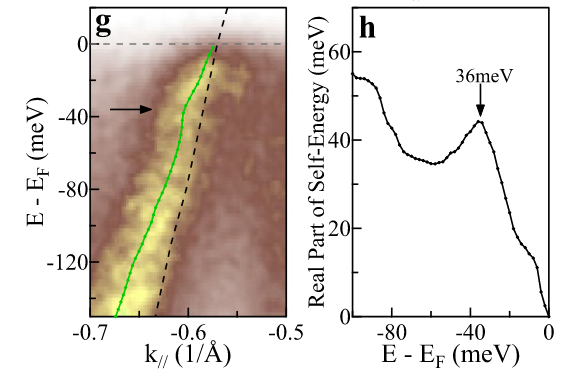 g
0
-40
-80
-120
E - E_F (meV)
-0.7
-0.6
-0.5
k_// (1/Å)
h
60
40
20
0
Real Part of Self-Energy (meV)
36meV
-80
-40
0
E - E_F (meV)